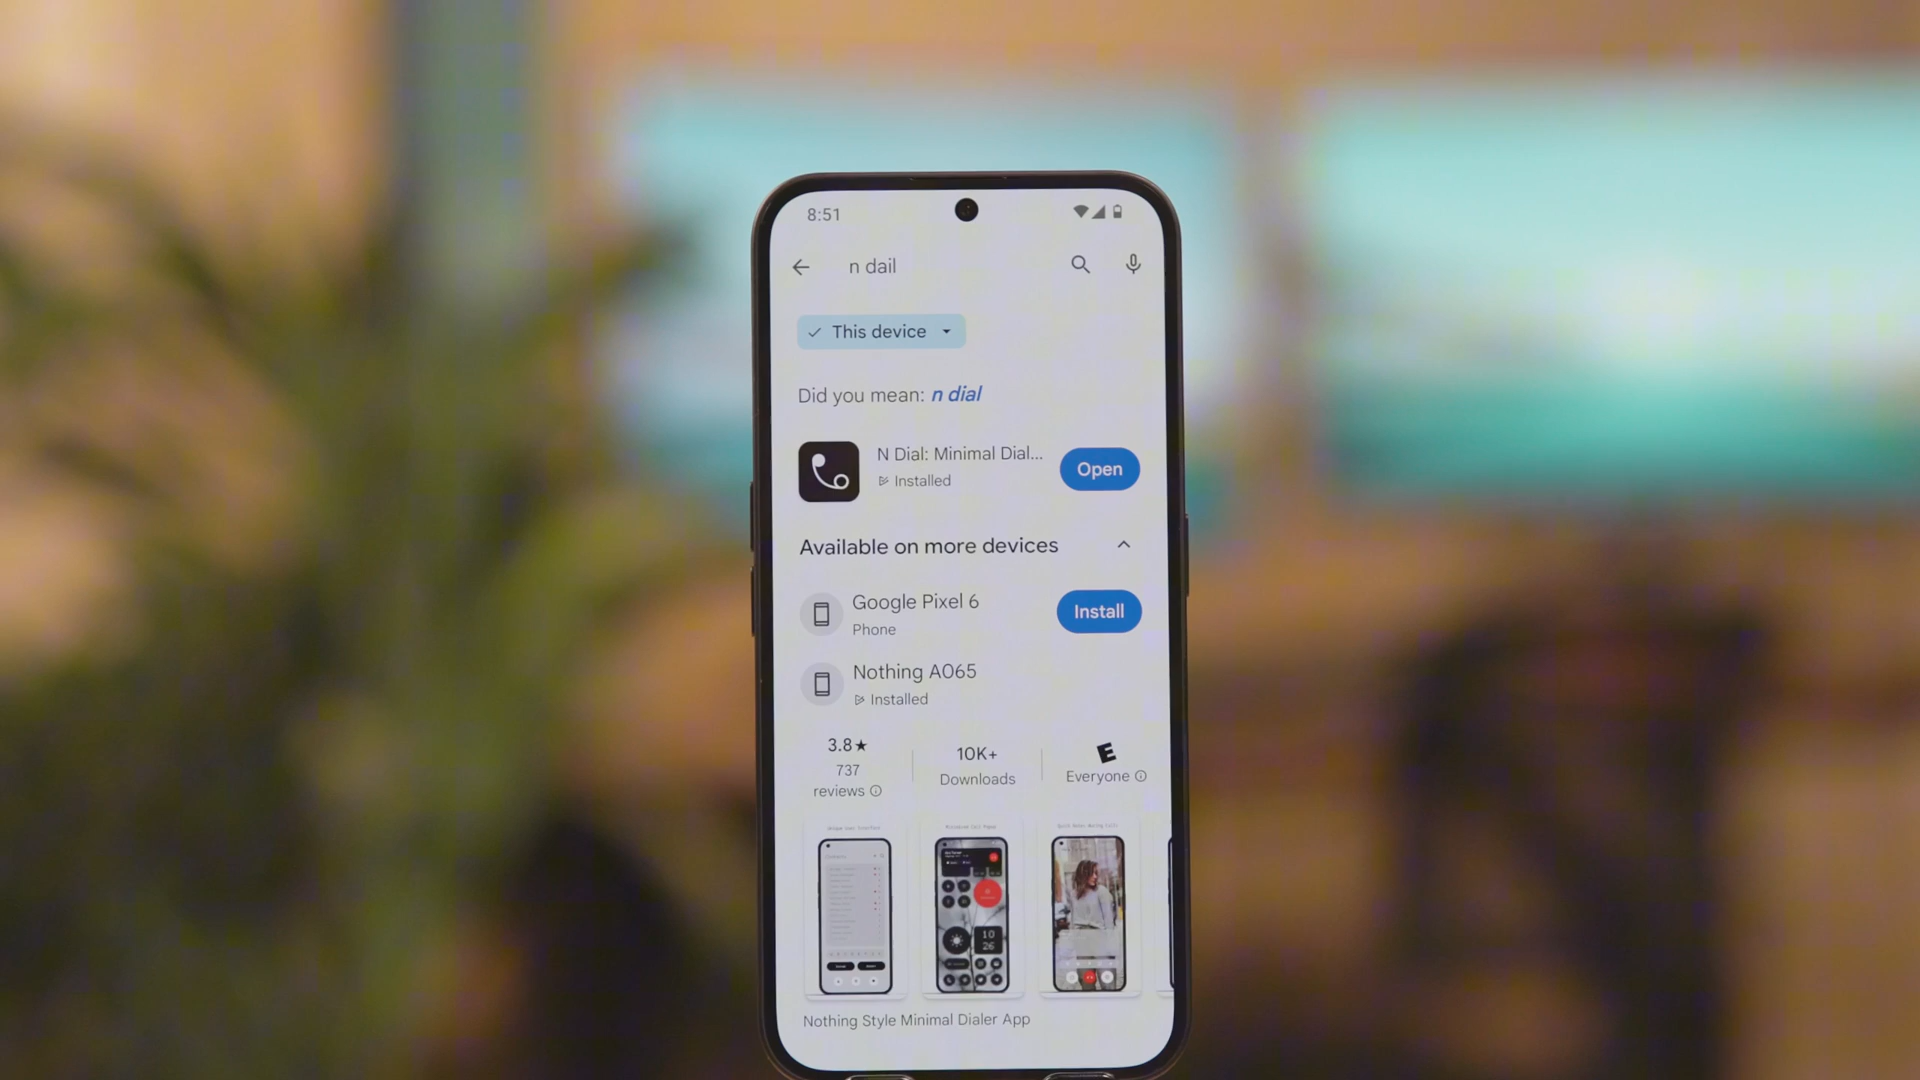 8:51
n dail
This device
Did you mean: n dial
N Dial: Minimal Dial...
Installed
Open
Available on more devices
Google Pixel 6
Phone
Install
Nothing A065
Installed
3.8★
737
reviews
10K+
Downloads
E
Everyone
10
26
Nothing Style Minimal Dialer App